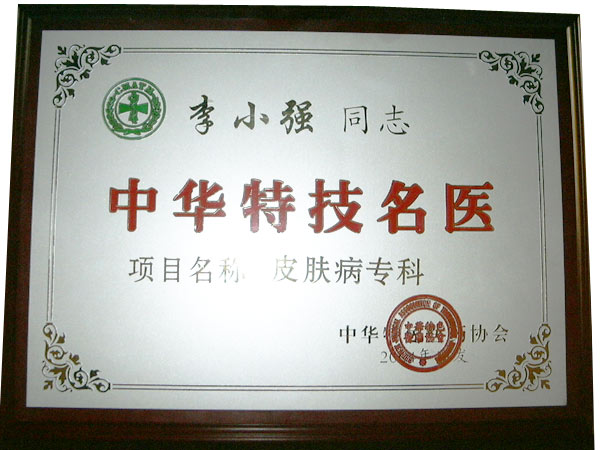 李小强 同志
中华特技名医
项目名称 皮肤病专科
中华特 协会
年 发